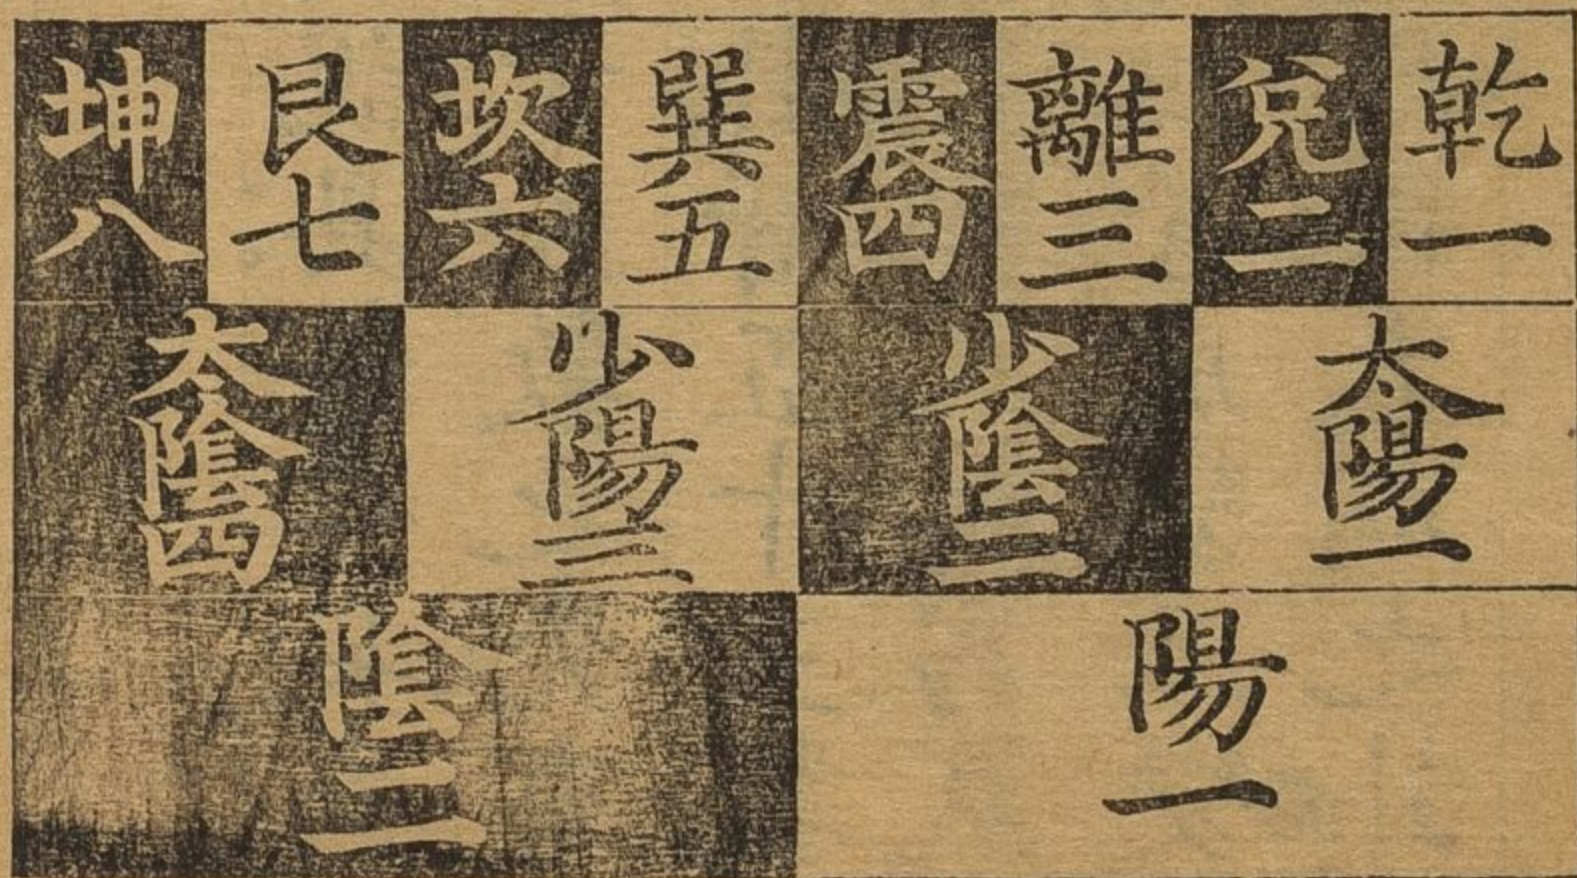 乾一
兌二
離三
震四
巽五
坎六
艮七
坤八
太陽一
少陰二
少陽三
太陰四
陽一
陰二